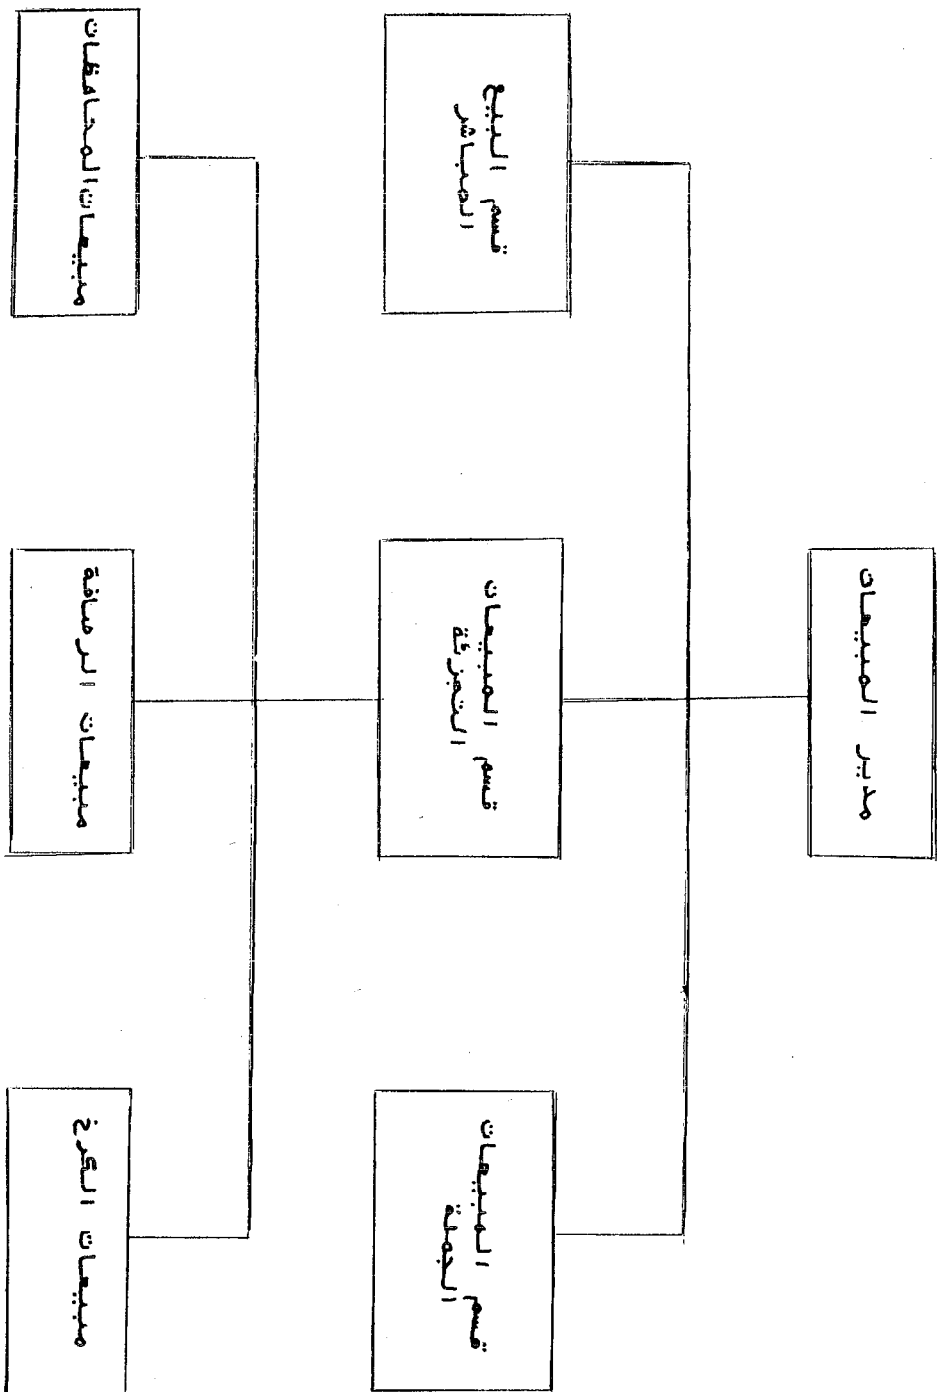 مدير المبيعات
قسم المبيعات
الجملة
قسم المبيعات
التجزئة
قسم البيع
المباشر
مبيعات الكرخ
مبيعات الرصافة
مبيعات المحافظات